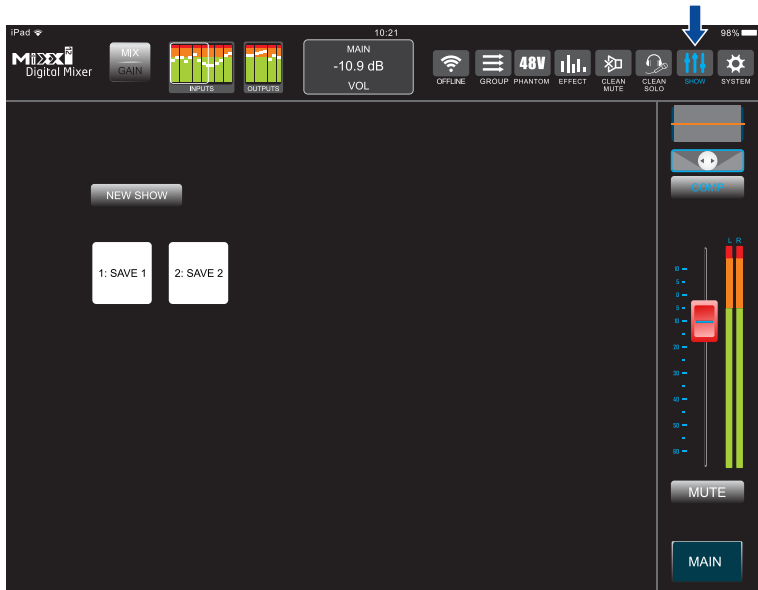 iPad 10:21 98%
MiXXi Digital Mixer
MIX
GAIN
INPUTS
OUTPUTS
MAIN
-10.9 dB
VOL
OFFLINE
GROUP
48V
PHANTOM
EFFECT
CLEAN
MUTE
CLEAN
SOLO
SHOW
SYSTEM
NEW SHOW
1: SAVE 1
2: SAVE 2
COMP
L R
10
5
0
5
10
20
30
40
50
60
MUTE
MAIN